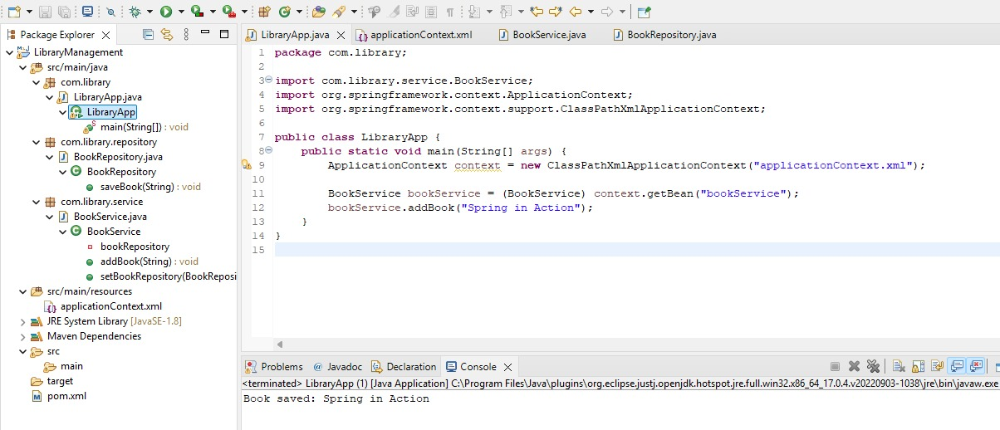 Package Explorer
LibraryManagement
src/main/java
com.library
LibraryApp.java
LibraryApp
main(String[]) : void
com.library.repository
BookRepository.java
BookRepository
saveBook(String) : void
com.library.service
BookService.java
BookService
bookRepository
addBook(String) : void
setBookRepository(BookReposi
src/main/resources
applicationContext.xml
JRE System Library [JavaSE-1.8]
Maven Dependencies
src
main
target
pom.xml
LibraryApp.java applicationContext.xml BookService.java BookRepository.java
1 package com.library;
2
3 import com.library.service.BookService;
4 import org.springframework.context.ApplicationContext;
5 import org.springframework.context.support.ClassPathXmlApplicationContext;
6
7 public class LibraryApp {
8 public static void main(String[] args) {
9 ApplicationContext context = new ClassPathXmlApplicationContext("applicationContext.xml");
10
11 BookService bookService = (BookService) context.getBean("bookService");
12 bookService.addBook("Spring in Action");
13 }
14 }
15
Problems @ Javadoc Declaration Console
<terminated> LibraryApp (1) [Java Application] C:\Program Files\Java\plugins\org.eclipse.justj.openjdk.hotspot.jre.full.win32.x86_64_17.0.4.v20220903-1038\jre\bin\javaw.exe
Book saved: Spring in Action